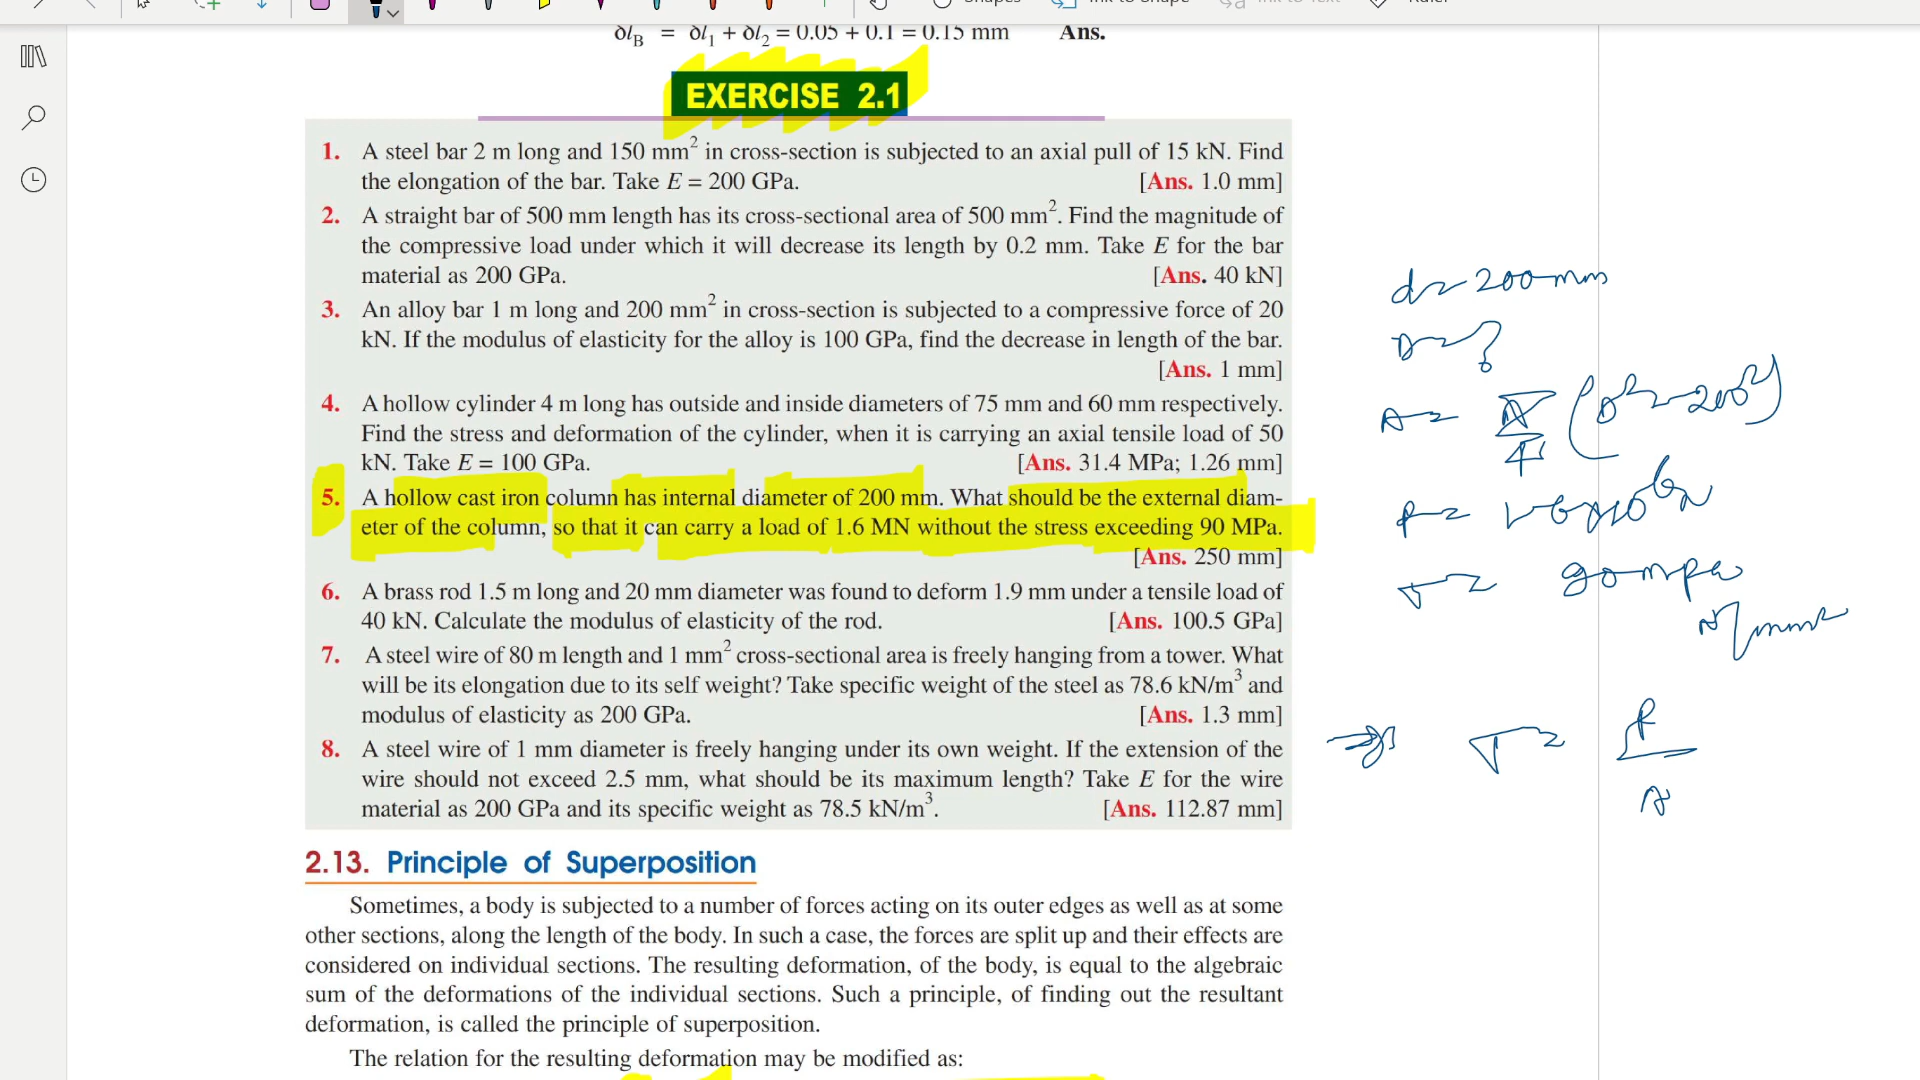 Shapes Ink to Shape Ink to Text Ruler
δl_B = δl₁ + δl₂ = 0.05 + 0.1 = 0.15 mm Ans.
EXERCISE 2.1
1. A steel bar 2 m long and 150 mm² in cross-section is subjected to an axial pull of 15 kN. Find
the elongation of the bar. Take E = 200 GPa. [Ans. 1.0 mm]
2. A straight bar of 500 mm length has its cross-sectional area of 500 mm². Find the magnitude of
the compressive load under which it will decrease its length by 0.2 mm. Take E for the bar
material as 200 GPa. [Ans. 40 kN]
3. An alloy bar 1 m long and 200 mm² in cross-section is subjected to a compressive force of 20
kN. If the modulus of elasticity for the alloy is 100 GPa, find the decrease in length of the bar.
[Ans. 1 mm]
4. A hollow cylinder 4 m long has outside and inside diameters of 75 mm and 60 mm respectively.
Find the stress and deformation of the cylinder, when it is carrying an axial tensile load of 50
kN. Take E = 100 GPa. [Ans. 31.4 MPa; 1.26 mm]
5. A hollow cast iron column has internal diameter of 200 mm. What should be the external diam-
eter of the column, so that it can carry a load of 1.6 MN without the stress exceeding 90 MPa.
[Ans. 250 mm]
6. A brass rod 1.5 m long and 20 mm diameter was found to deform 1.9 mm under a tensile load of
40 kN. Calculate the modulus of elasticity of the rod. [Ans. 100.5 GPa]
7. A steel wire of 80 m length and 1 mm² cross-sectional area is freely hanging from a tower. What
will be its elongation due to its self weight? Take specific weight of the steel as 78.6 kN/m³ and
modulus of elasticity as 200 GPa. [Ans. 1.3 mm]
8. A steel wire of 1 mm diameter is freely hanging under its own weight. If the extension of the
wire should not exceed 2.5 mm, what should be its maximum length? Take E for the wire
material as 200 GPa and its specific weight as 78.5 kN/m³. [Ans. 112.87 mm]
2.13. Principle of Superposition
Sometimes, a body is subjected to a number of forces acting on its outer edges as well as at some
other sections, along the length of the body. In such a case, the forces are split up and their effects are
considered on individual sections. The resulting deformation, of the body, is equal to the algebraic
sum of the deformations of the individual sections. Such a principle, of finding out the resultant
deformation, is called the principle of superposition.
The relation for the resulting deformation may be modified as:
d = 200 mm
D = ?
A = π/4 (D² - 200²)
P = 1.6 × 10⁶ N
σ = 90 mpa
N/mm²
⇒ σ = P/A